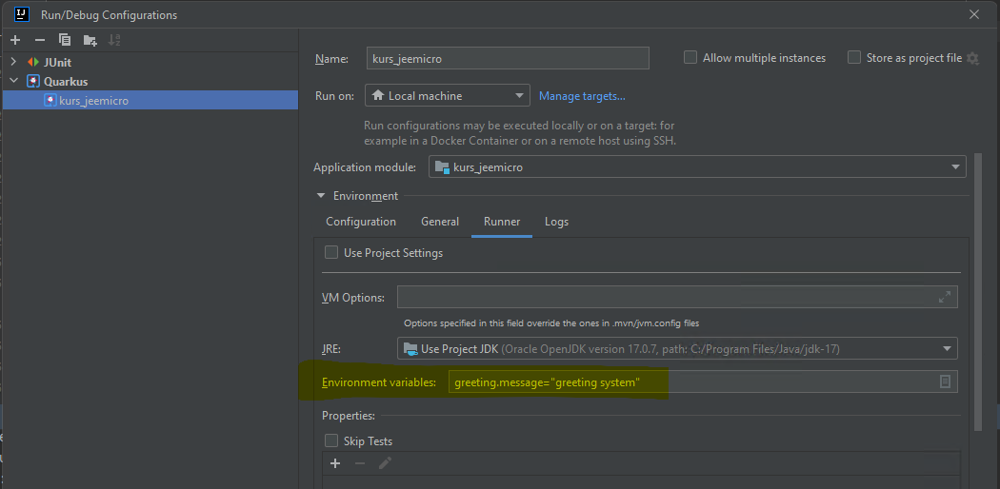 Run/Debug Configurations
JUnit
Quarkus
kurs_jeemicro
Name: kurs_jeemicro
Allow multiple instances
Store as project file
Run on: Local machine
Manage targets...
Run configurations may be executed locally or on a target: for
example in a Docker Container or on a remote host using SSH.
Application module: kurs_jeemicro
Environment
Configuration General Runner Logs
Use Project Settings
VM Options:
Options specified in this field override the ones in .mvn/jvm.config files
JRE: Use Project JDK (Oracle OpenJDK version 17.0.7, path: C:/Program Files/Java/jdk-17)
Environment variables: greeting.message="greeting system"
Properties:
Skip Tests